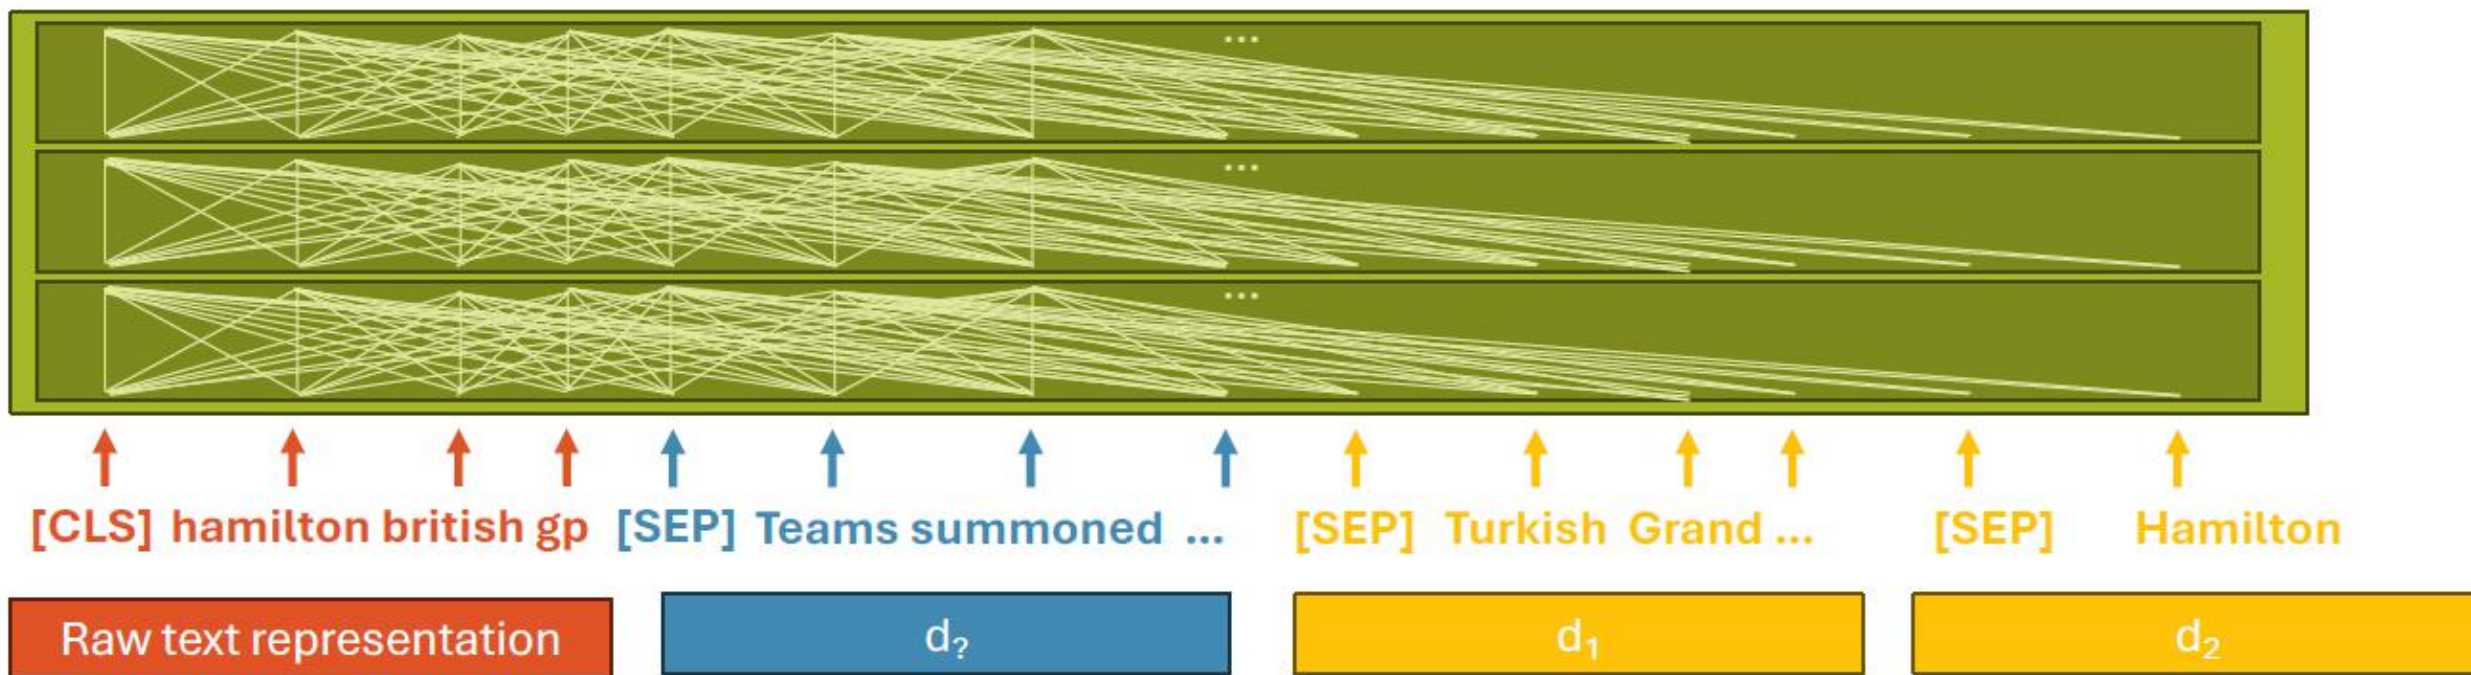 ...
...
...
[CLS] hamilton british gp [SEP] Teams summoned ... [SEP] Turkish Grand ... [SEP] Hamilton
Raw text representation d? d1 d2